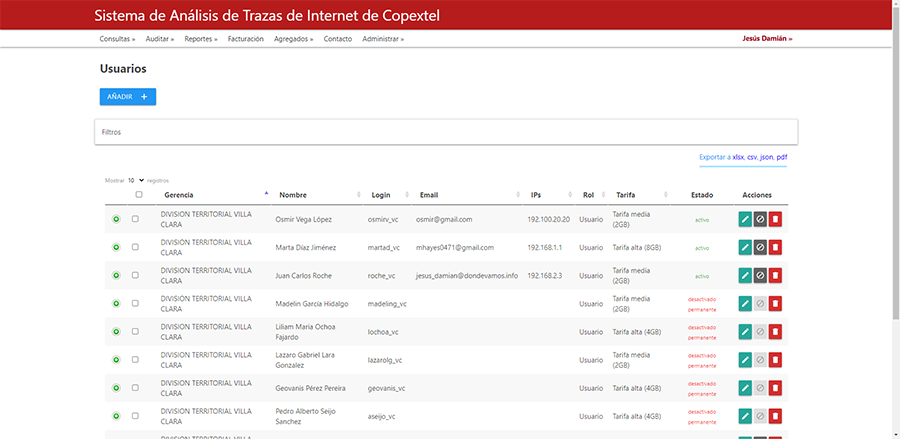 Sistema de Análisis de Trazas de Internet de Copextel
Consultas » Auditar » Reportes » Facturación Agregados » Contacto Administrar » Jesús Damián »
Usuarios
AÑADIR +
Filtros
Exportar a xlsx, csv, json, pdf
Mostrar 10 registros
Gerencia Nombre Login Email IPs Rol Tarifa Estado Acciones
DIVISION TERRITORIAL VILLA CLARA Osmir Vega López osmirv_vc osmir@gmail.com 192.100.20.20 Usuario Tarifa media (2GB) activo
DIVISION TERRITORIAL VILLA CLARA Marta Díaz Jiménez martad_vc mhayes0471@gmail.com 192.168.1.1 Usuario Tarifa alta (8GB) activo
DIVISION TERRITORIAL VILLA CLARA Juan Carlos Roche roche_vc jesus_damian@dondevamos.info 192.168.2.3 Usuario Tarifa media (2GB) activo
DIVISION TERRITORIAL VILLA CLARA Madelin García Hidalgo madeling_vc Usuario Tarifa media (2GB) desactivado permanente
DIVISION TERRITORIAL VILLA CLARA Liliam Maria Ochoa Fajardo lochoa_vc Usuario Tarifa alta (4GB) desactivado permanente
DIVISION TERRITORIAL VILLA CLARA Lazaro Gabriel Lara Gonzalez lazarolg_vc Usuario Tarifa media (2GB) desactivado permanente
DIVISION TERRITORIAL VILLA CLARA Geovanis Pérez Pereira geovanis_vc Usuario Tarifa alta (4GB) desactivado permanente
DIVISION TERRITORIAL VILLA CLARA Pedro Alberto Seijo Sanchez aseijo_vc Usuario Tarifa alta (4GB) desactivado permanente